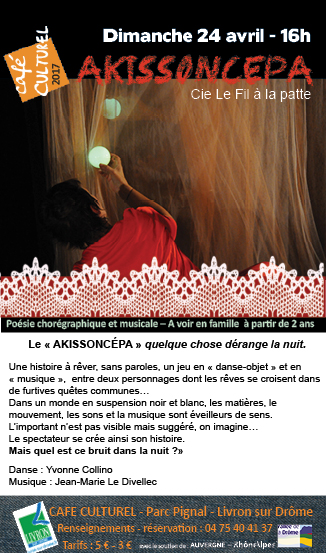 Dimanche 24 avril - 16h
café
CULTUREL
2017
AKISSONCEPA
Cie Le Fil à la patte
Poésie chorégraphique et musicale – A voir en famille à partir de 2 ans
Le « AKISSONCÉPA » quelque chose dérange la nuit.
Une histoire à rêver, sans paroles, un jeu en « danse-objet » et en
« musique », entre deux personnages dont les rêves se croisent dans
de furtives quêtes communes…
Dans un monde en suspension noir et blanc, les matières, le
mouvement, les sons et la musique sont éveilleurs de sens.
L'important n'est pas visible mais suggéré, on imagine…
Le spectateur se crée ainsi son histoire.
Mais quel est ce bruit dans la nuit ?»
Danse : Yvonne Collino
Musique : Jean-Marie Le Divellec
CAFE CULTUREL - Parc Pignal - Livron sur Drôme
Renseignements - réservation : 04 75 40 41 37
Tarifs : 5 € – 3 € avec le soutien de AUVERGNE – RhôneAlpes
LIVRON